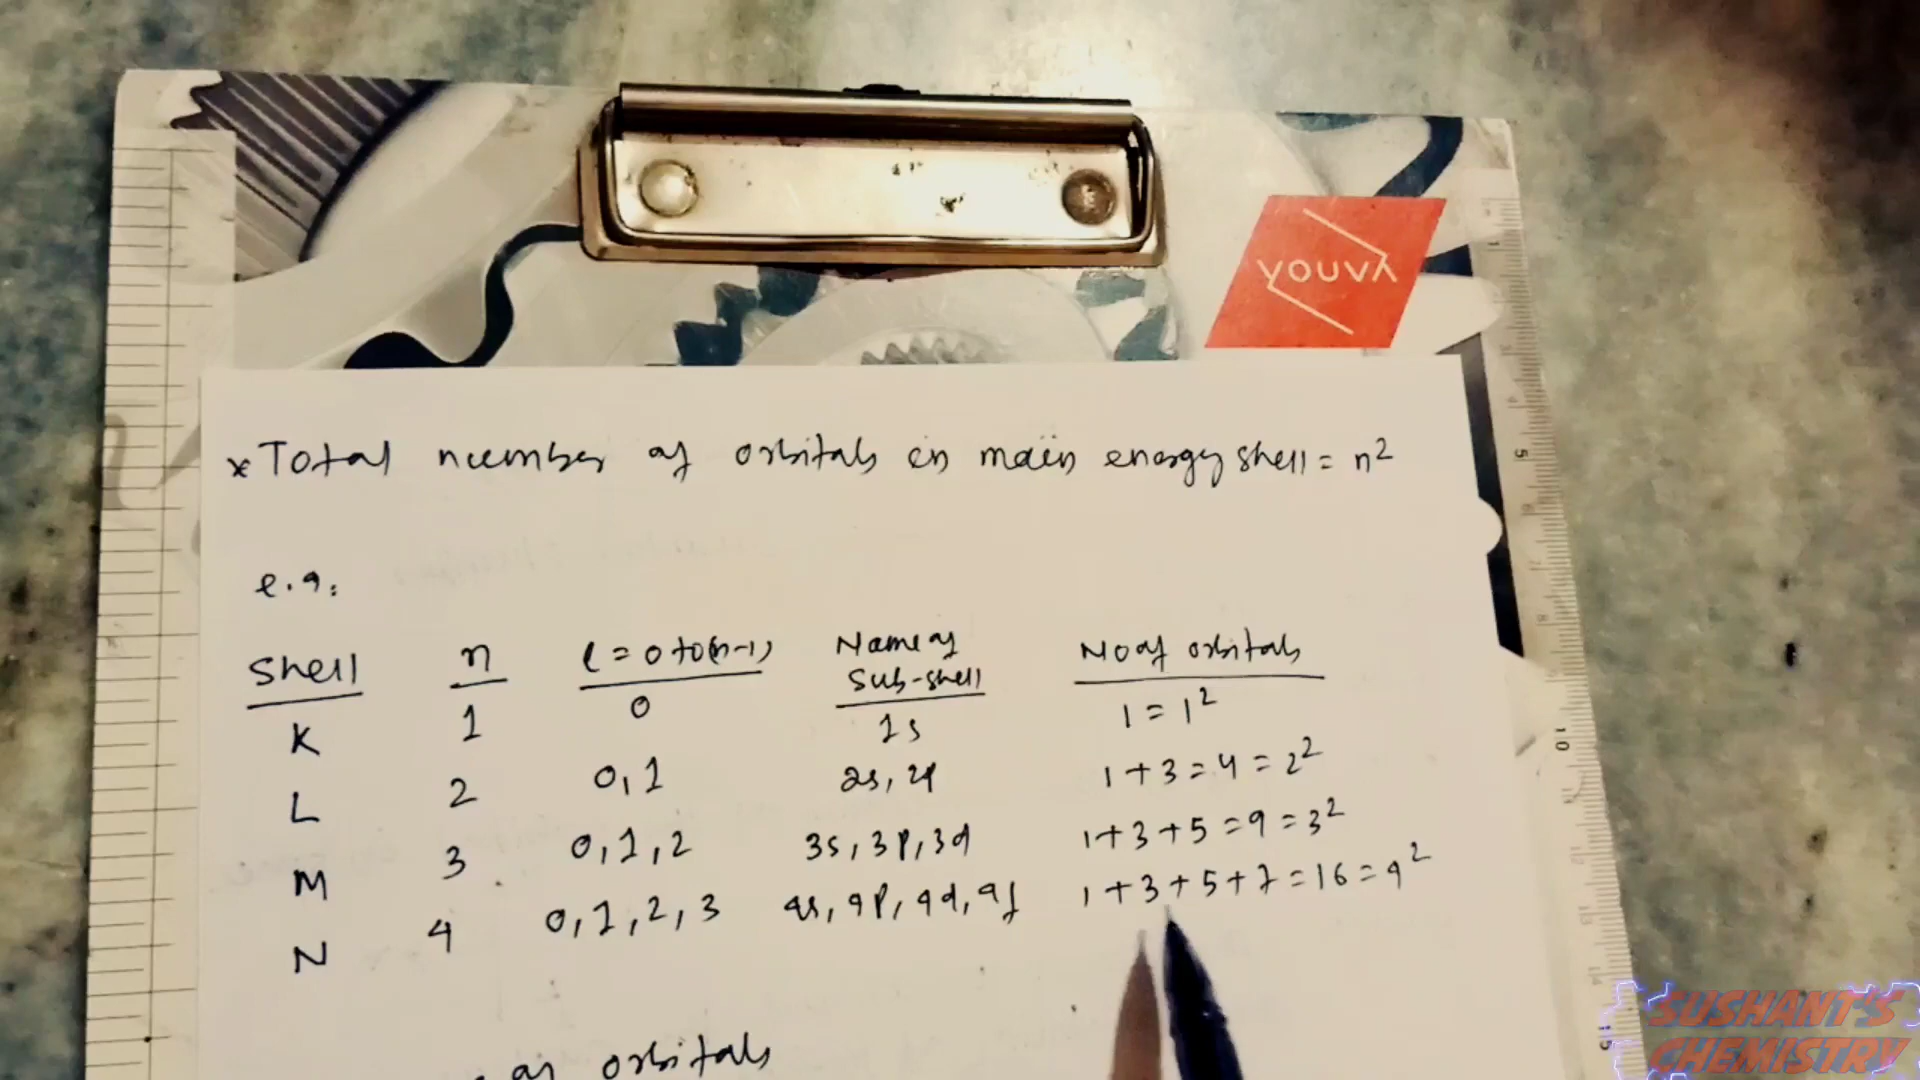 YOUVA
* Total number of orbitals in main energy shell = n²
e.g:
Shell n l = 0 to (n-1) Name of Sub-shell No of orbitals
K 1 0 1s 1 = 1²
L 2 0, 1 2s, 2p 1 + 3 = 4 = 2²
M 3 0, 1, 2 3s, 3p, 3d 1 + 3 + 5 = 9 = 3²
N 4 0, 1, 2, 3 4s, 4p, 4d, 4f 1 + 3 + 5 + 7 = 16 = 4²
orbitals
5
10
15
SUSHANT'S
CHEMISTRY